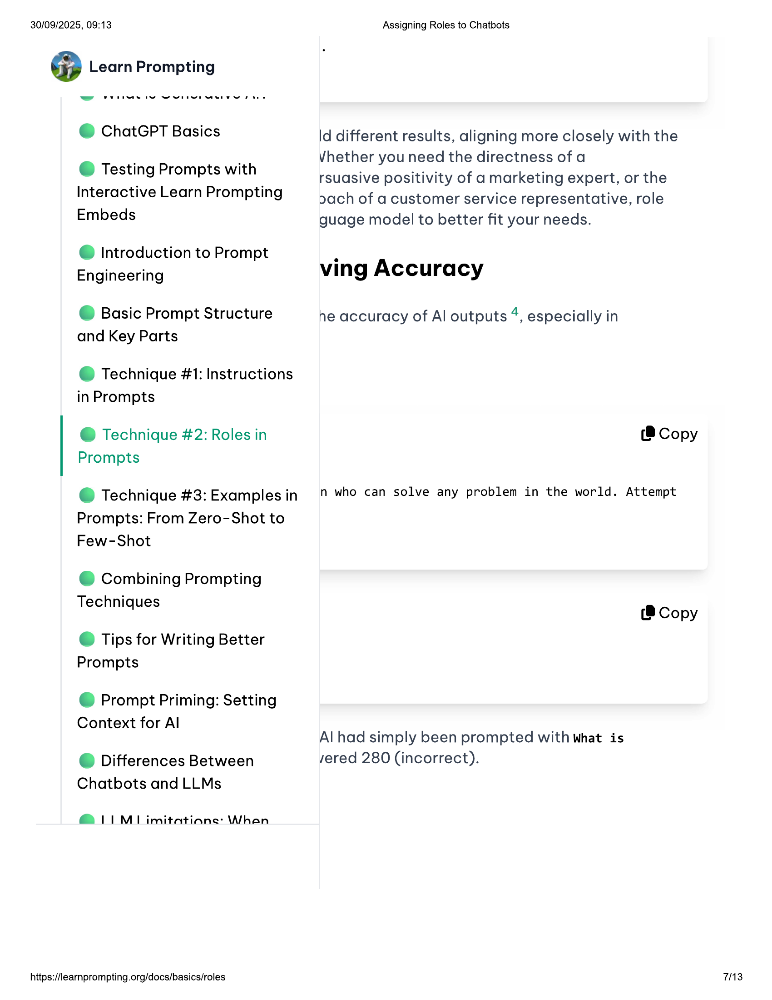 30/09/2025, 09:13
Assigning Roles to Chatbots
Learn Prompting
What is Generative AI?
ChatGPT Basics
Testing Prompts with
Interactive Learn Prompting
Embeds
Introduction to Prompt
Engineering
Basic Prompt Structure
and Key Parts
Technique #1: Instructions
in Prompts
Technique #2: Roles in
Prompts
Technique #3: Examples in
Prompts: From Zero-Shot to
Few-Shot
Combining Prompting
Techniques
Tips for Writing Better
Prompts
Prompt Priming: Setting
Context for AI
Differences Between
Chatbots and LLMs
LLM Limitations: When
.
ld different results, aligning more closely with the
Whether you need the directness of a
rsuasive positivity of a marketing expert, or the
oach of a customer service representative, role
guage model to better fit your needs.
ving Accuracy
he accuracy of AI outputs 4, especially in
Copy
n who can solve any problem in the world. Attempt
Copy
AI had simply been prompted with What is
vered 280 (incorrect).
https://learnprompting.org/docs/basics/roles
7/13